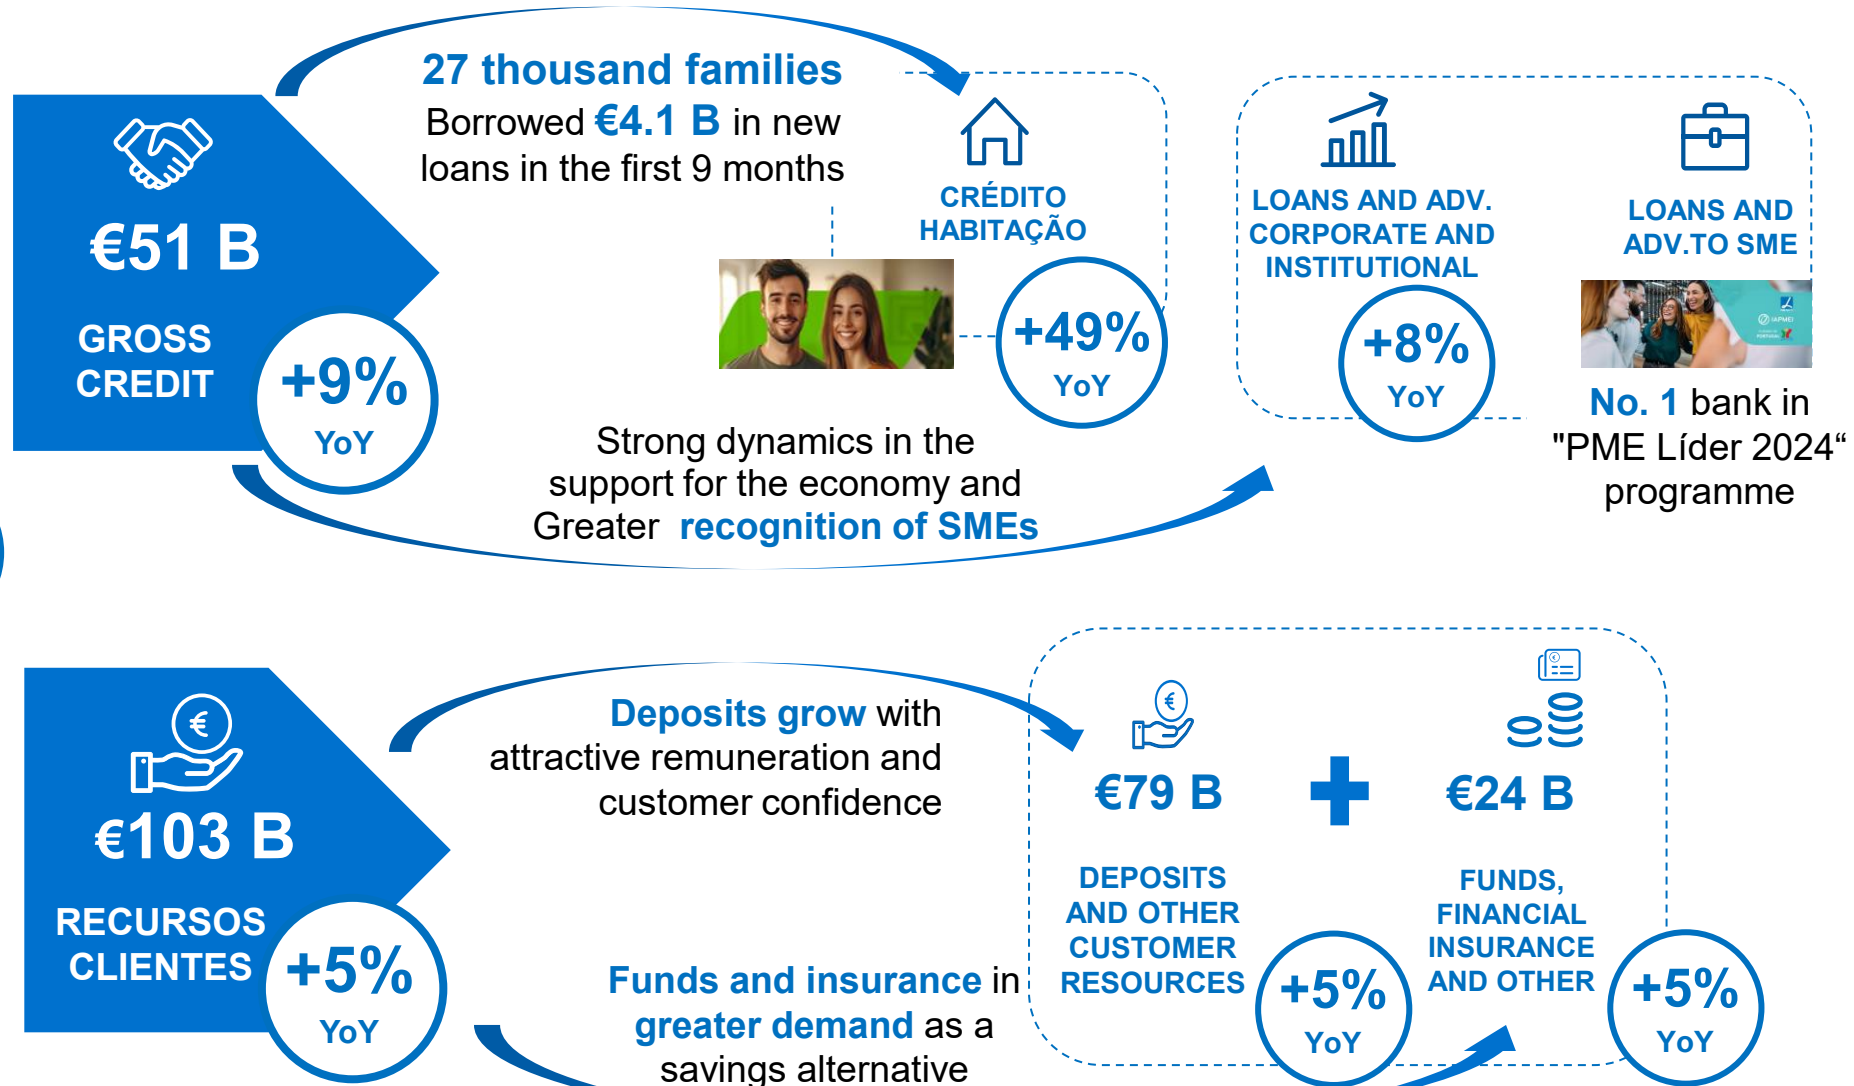 27 thousand families
Borrowed €4.1 B in new
loans in the first 9 months
€51 B
GROSS
CREDIT
+9%
YoY
CRÉDITO
HABITAÇÃO
+49%
YoY
LOANS AND ADV.
CORPORATE AND
INSTITUTIONAL
+8%
YoY
LOANS AND
ADV.TO SME
IAPMEI
PORTUGAL
No. 1 bank in
"PME Líder 2024“
programme
Strong dynamics in the
support for the economy and
Greater recognition of SMEs
€103 B
RECURSOS
CLIENTES
+5%
YoY
Deposits grow with
attractive remuneration and
customer confidence
Funds and insurance in
greater demand as a
savings alternative
€
€79 B
DEPOSITS
AND OTHER
CUSTOMER
RESOURCES
+5%
YoY
€24 B
FUNDS,
FINANCIAL
INSURANCE
AND OTHER
+5%
YoY